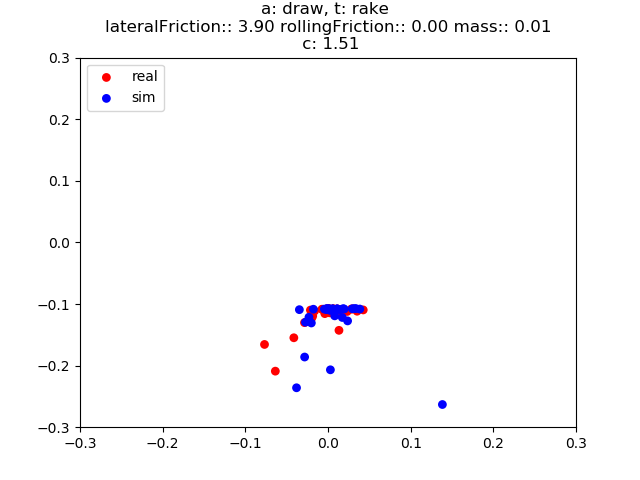 a: draw, t: rake
lateralFriction:: 3.90 rollingFriction:: 0.00 mass:: 0.01
c: 1.51
real
sim
0.3
0.2
0.1
0.0
−0.1
−0.2
−0.3
−0.3
−0.2
−0.1
0.0
0.1
0.2
0.3